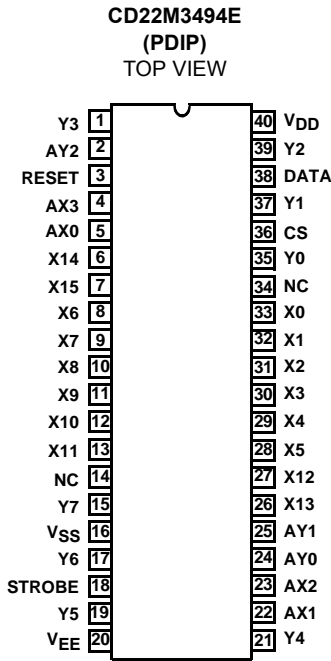 CD22M3494E
(PDIP)
TOP VIEW
Y3 1 40 VDD
AY2 2 39 Y2
RESET 3 38 DATA
AX3 4 37 Y1
AX0 5 36 CS
X14 6 35 Y0
X15 7 34 NC
X6 8 33 X0
X7 9 32 X1
X8 10 31 X2
X9 11 30 X3
X10 12 29 X4
X11 13 28 X5
NC 14 27 X12
Y7 15 26 X13
VSS 16 25 AY1
Y6 17 24 AY0
STROBE 18 23 AX2
Y5 19 22 AX1
VEE 20 21 Y4